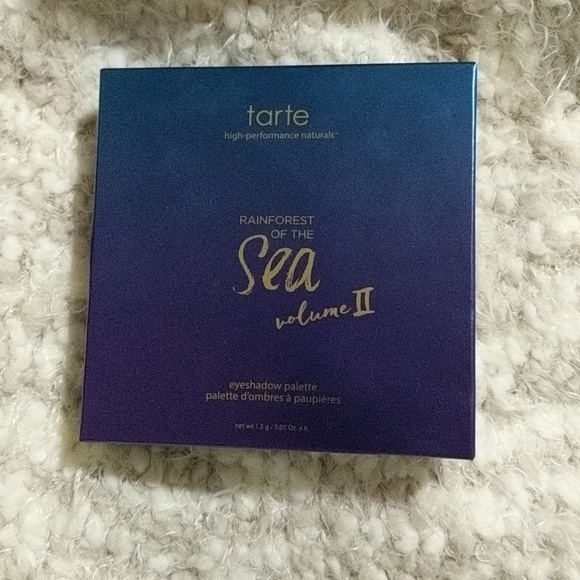 tarte
high-performance naturals™
RAINFOREST
OF THE
Sea
volume II
eyeshadow palette
palette d'ombres à paupières
net wt 1.5 g / 0.05 Oz. x 8